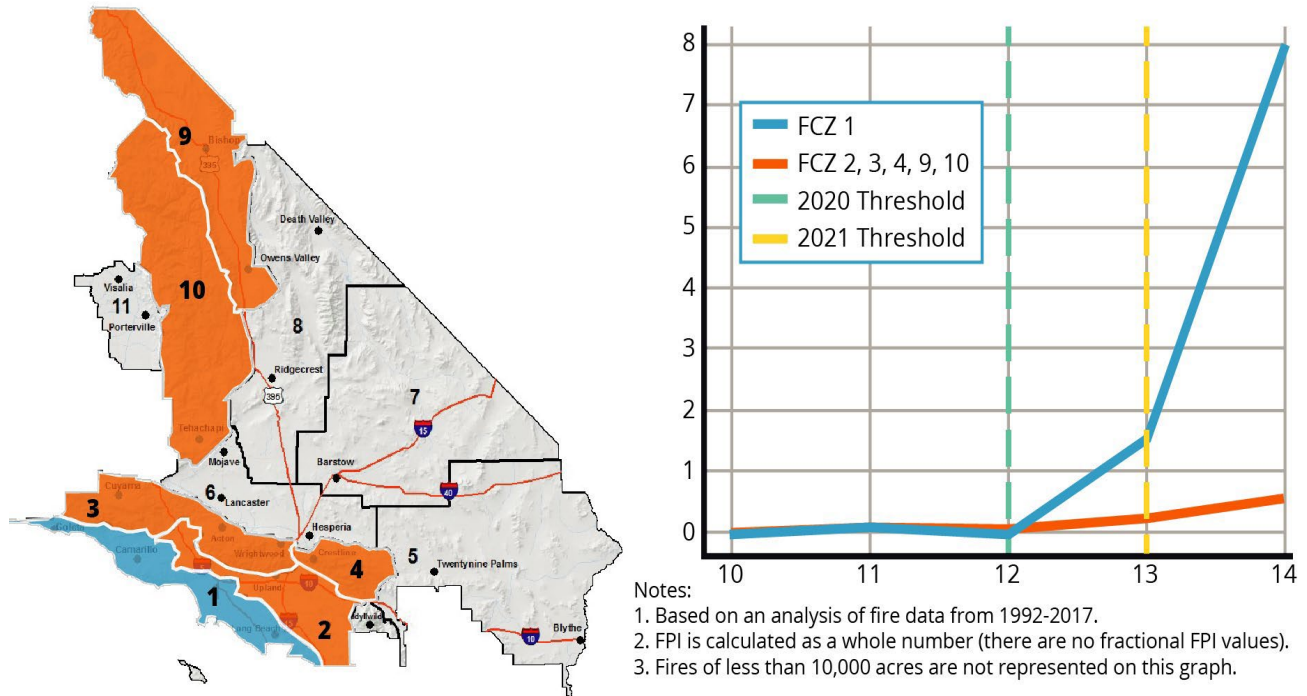 9
Bishop
395
Death Valley
Owens Valley
Visalia
11
Porterville
10
8
Ridgecrest
395
7
15
Tehachapi
Mojave
Barstow
40
6
Lancaster
Cuyama
3
Hesperia
Acton
Wrightwood
Crestline
5
4
Twentynine Palms
Goleta
Camarillo
Upland
10
1
2
Idyllwild
Long Beach
10
Blythe
8
7
6
5
4
3
2
1
0
FCZ 1
FCZ 2, 3, 4, 9, 10
2020 Threshold
2021 Threshold
10
11
12
13
14
Notes:
1. Based on an analysis of fire data from 1992-2017.
2. FPI is calculated as a whole number (there are no fractional FPI values).
3. Fires of less than 10,000 acres are not represented on this graph.